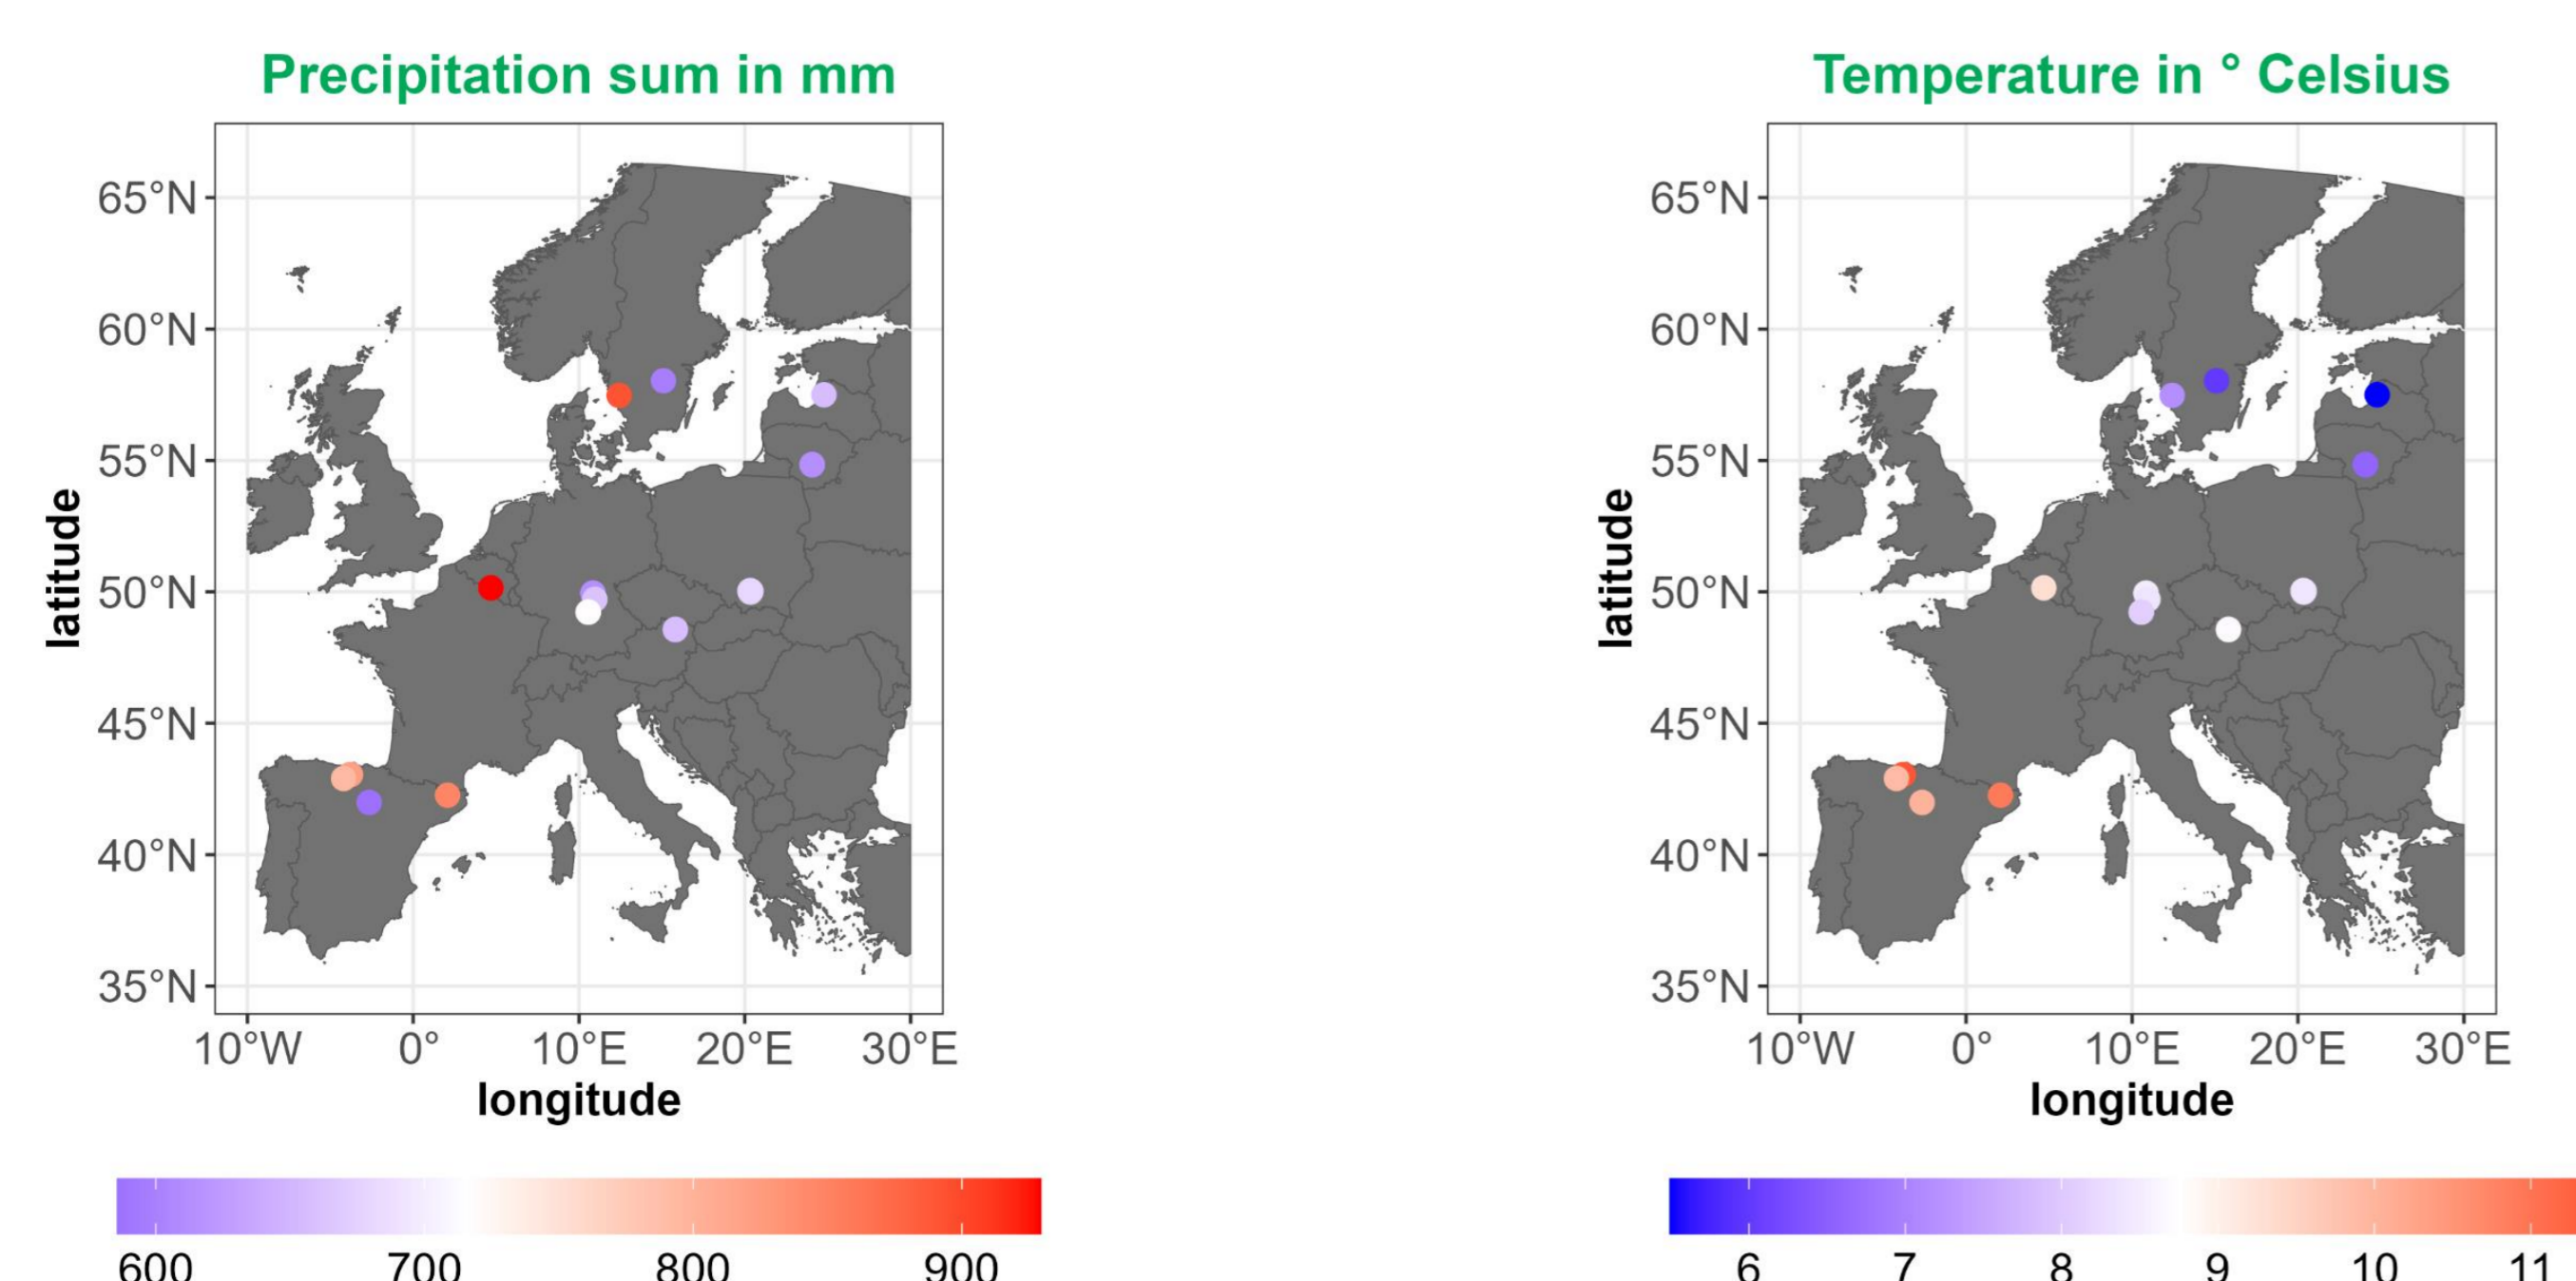 Precipitation sum in mm
65°N
60°N
55°N
50°N
45°N
40°N
35°N
latitude
10°W 0° 10°E 20°E 30°E
longitude
600 700 800 900
Temperature in ° Celsius
65°N
60°N
55°N
50°N
45°N
40°N
35°N
latitude
10°W 0° 10°E 20°E 30°E
longitude
6 7 8 9 10 11